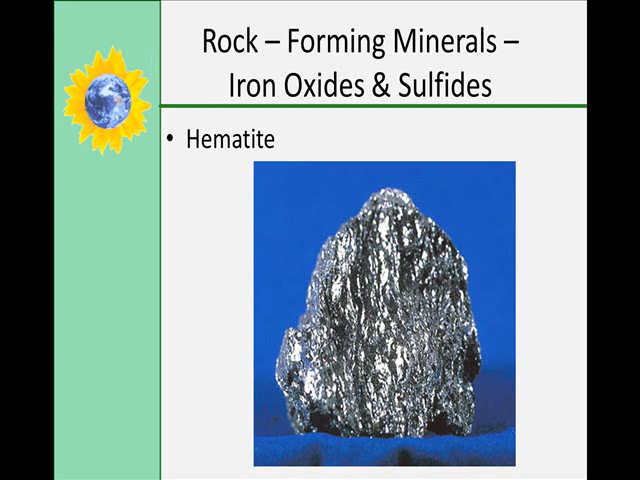 Rock – Forming Minerals –
Iron Oxides & Sulfides
• Hematite